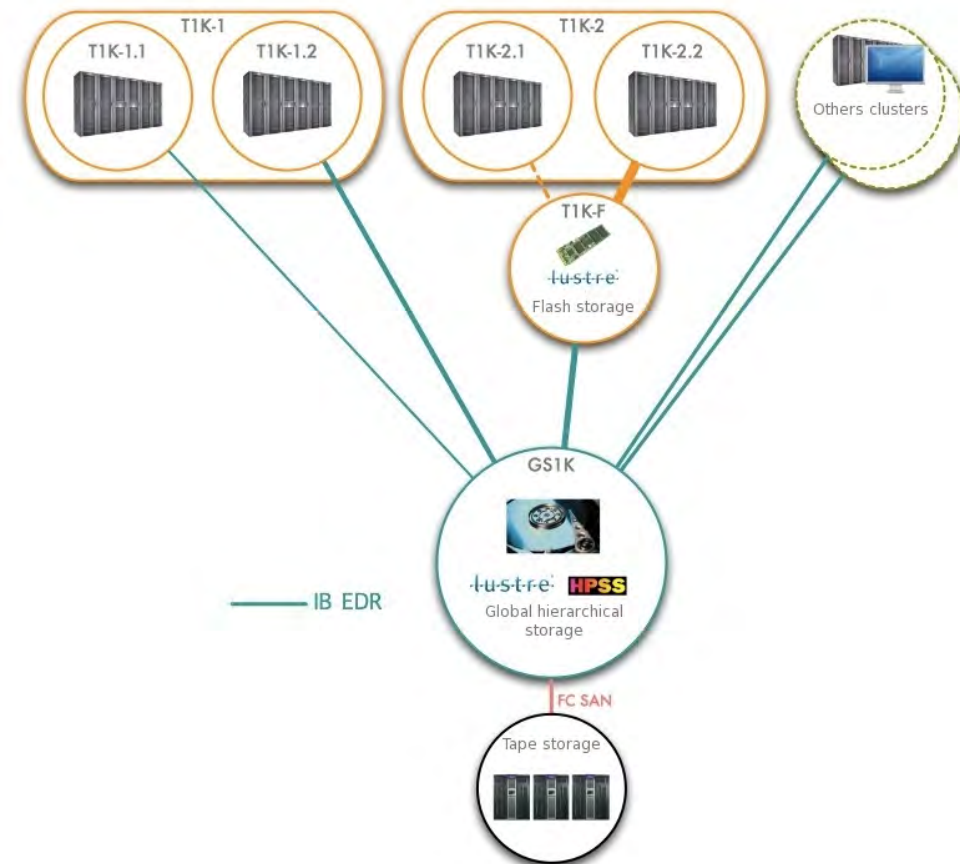 T1K-1
T1K-2
T1K-1.1
T1K-1.2
T1K-2.1
T1K-2.2
Others clusters
T1K-F
lustre
Flash storage
GS1K
lustre HPSS
Global hierarchical
storage
IB EDR
FC SAN
Tape storage